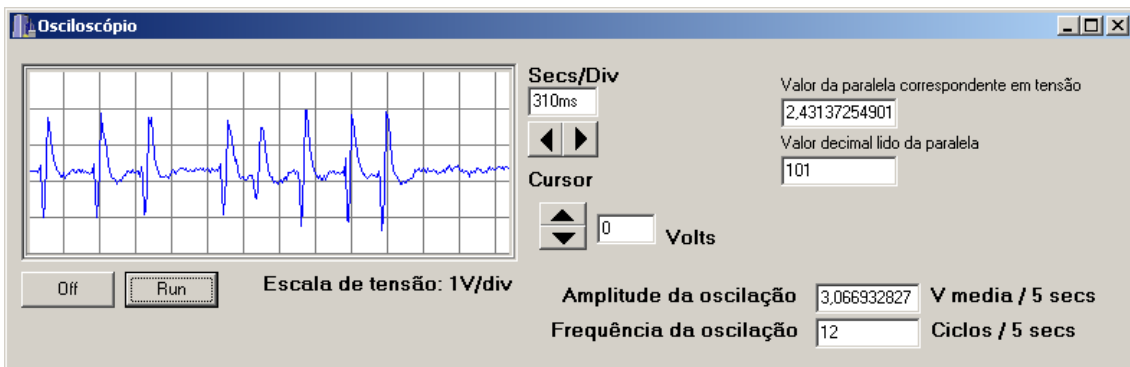 Osciloscópio
Secs/Div
310ms
Cursor
0 Volts
Valor da paralela correspondente em tensão
2,43137254901
Valor decimal lido da paralela
101
Off Run Escala de tensão: 1V/div
Amplitude da oscilação 3,066932827 V media / 5 secs
Frequência da oscilação 12 Ciclos / 5 secs